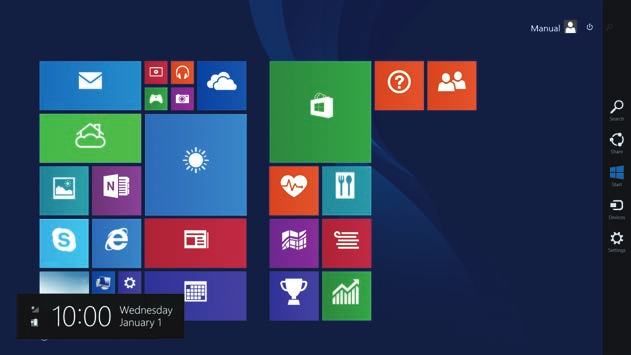 Manual
Search
Share
Start
Devices
Settings
10:00
Wednesday
January 1